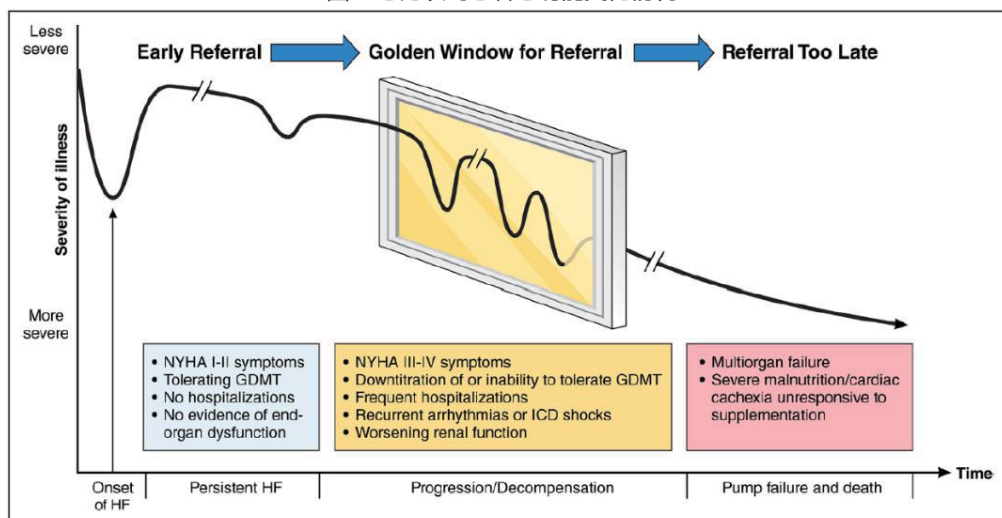 Less
severe
Early Referral
Golden Window for Referral
Referral Too Late
Severity of illness
More
severe
• NYHA I-II symptoms
• Tolerating GDMT
• No hospitalizations
• No evidence of end-
organ dysfunction
• NYHA III-IV symptoms
• Downtitration of or inability to tolerate GDMT
• Frequent hospitalizations
• Recurrent arrhythmias or ICD shocks
• Worsening renal function
• Multiorgan failure
• Severe malnutrition/cardiac
cachexia unresponsive to
supplementation
Time
Onset
of HF
Persistent HF
Progression/Decompensation
Pump failure and death